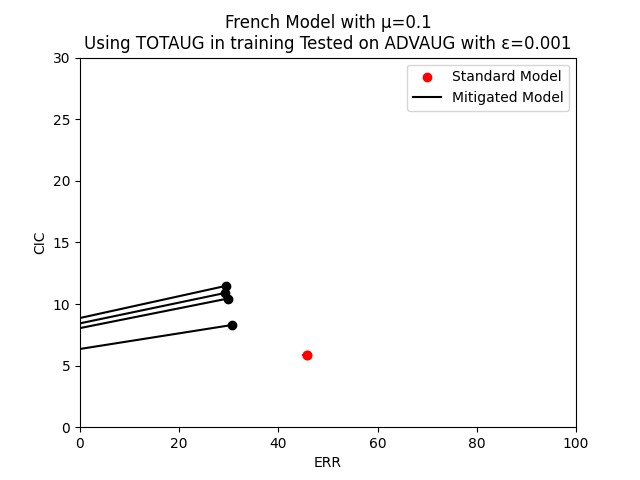 French Model with μ=0.1
Using TOTAUG in training Tested on ADVAUG with ε=0.001
Standard Model
Mitigated Model
30
25
20
15
10
5
0
CIC
0 20 40 60 80 100
ERR